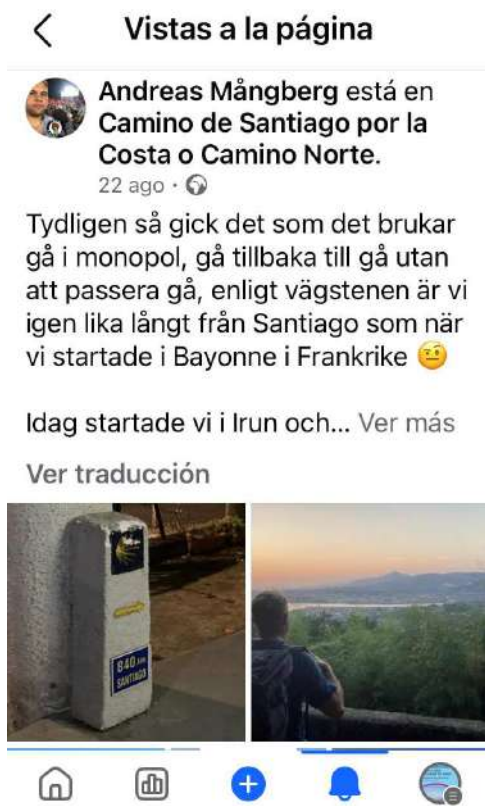 Vistas a la página
Andreas Mångberg está en
Camino de Santiago por la
Costa o Camino Norte.
22 ago ·
Tydligen så gick det som det brukar
gå i monopol, gå tillbaka till gå utan
att passera gå, enligt vägstenen är vi
igen lika långt från Santiago som när
vi startade i Bayonne i Frankrike 🤨
Idag startade vi i Irun och... Ver más
Ver traducción
840 Km
SANTIAGO